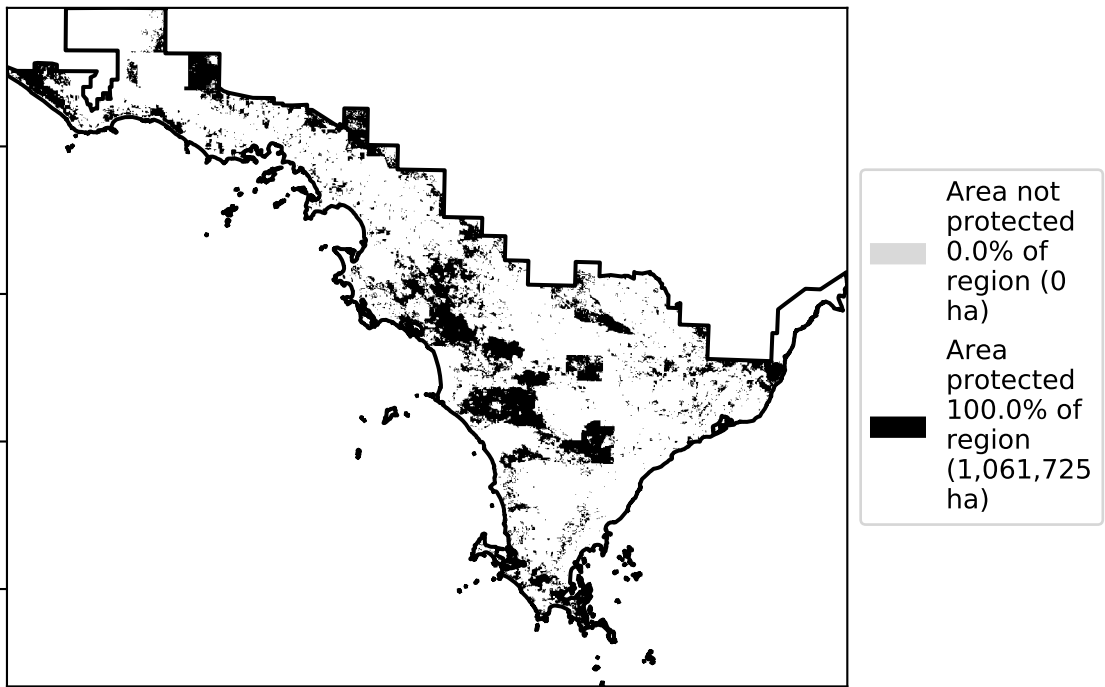 Area not
protected
0.0% of
region (0
ha)
Area
protected
100.0% of
region
(1,061,725
ha)